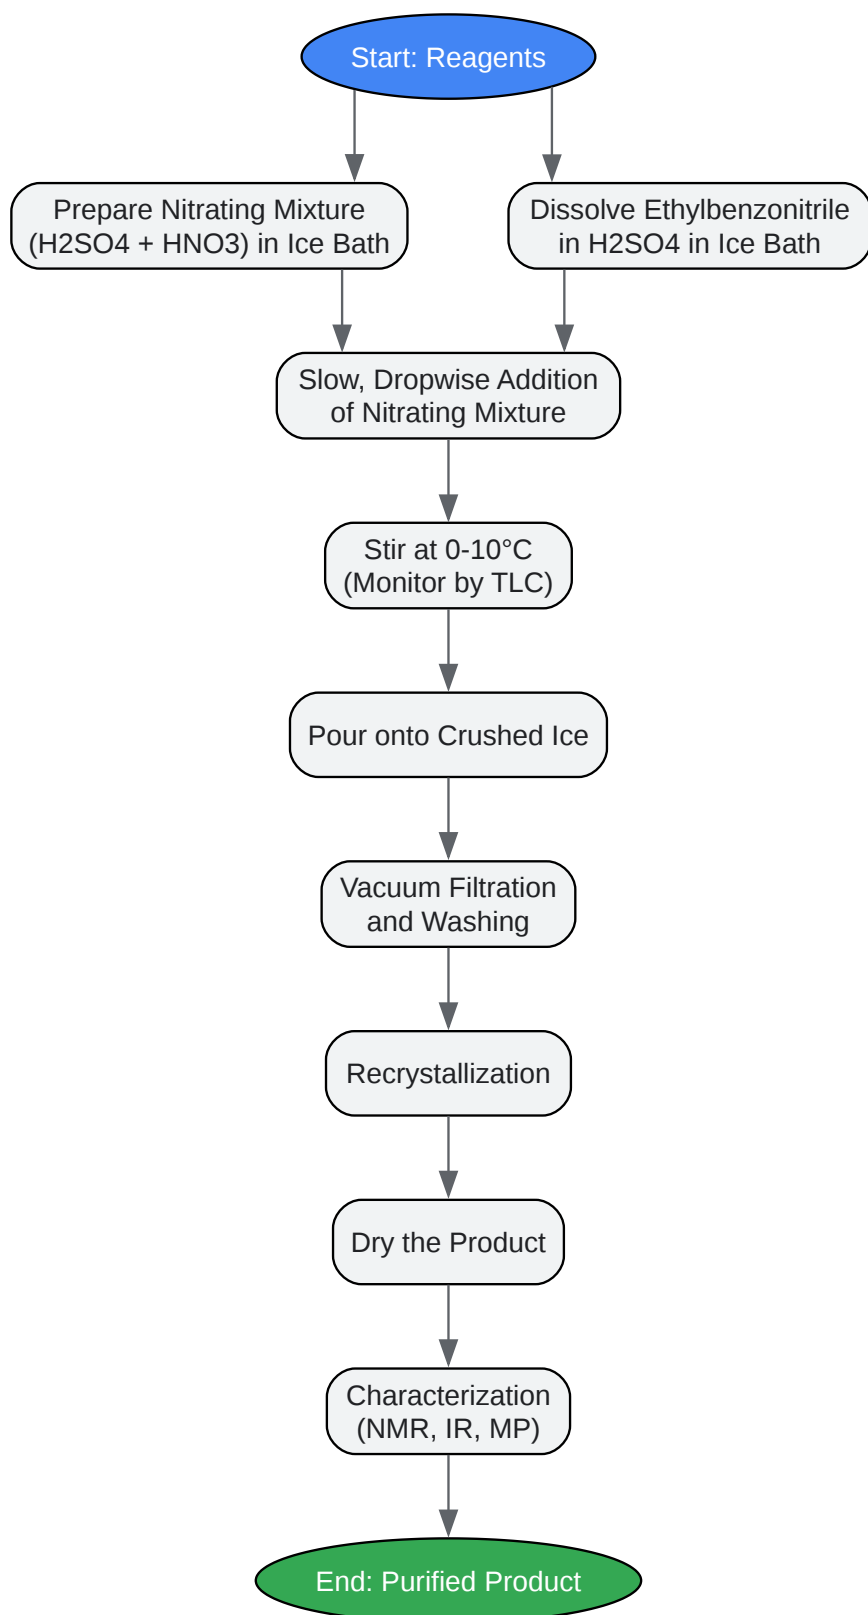 Start: Reagents
Prepare Nitrating Mixture
(H2SO4 + HNO3) in Ice Bath
Dissolve Ethylbenzonitrile
in H2SO4 in Ice Bath
Slow, Dropwise Addition
of Nitrating Mixture
Stir at 0-10°C
(Monitor by TLC)
Pour onto Crushed Ice
Vacuum Filtration
and Washing
Recrystallization
Dry the Product
Characterization
(NMR, IR, MP)
End: Purified Product